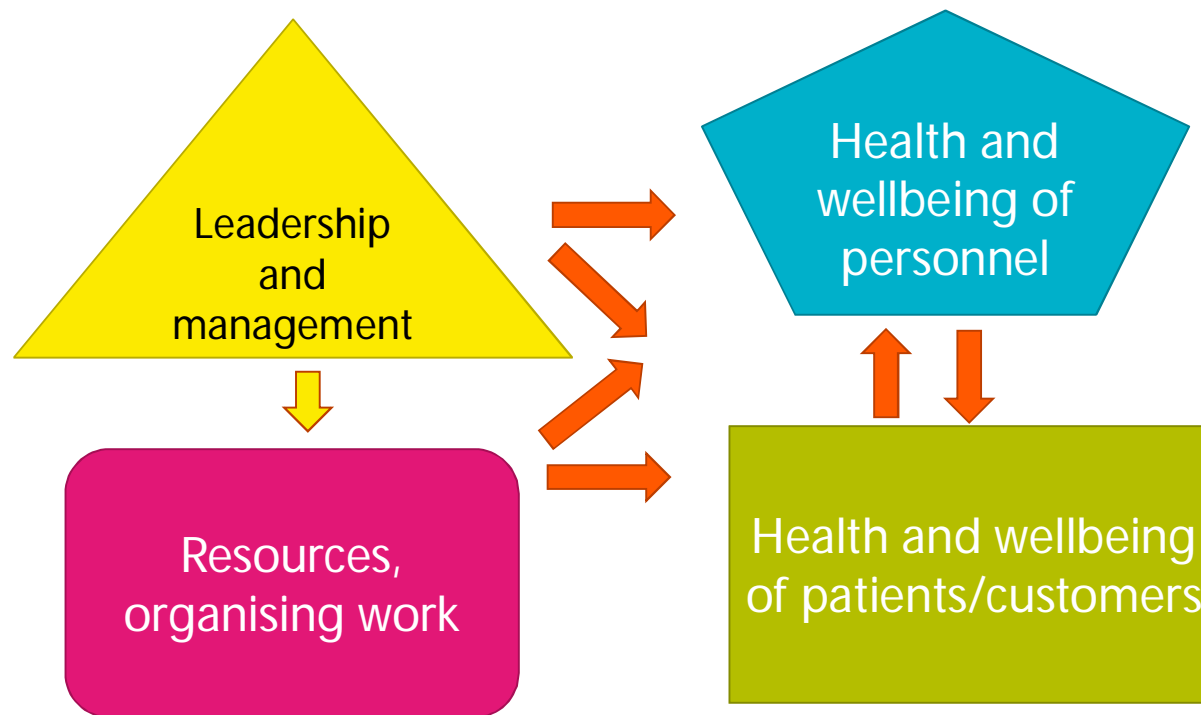 Leadership
and
management
Health and
wellbeing of
personnel
Resources,
organising work
Health and wellbeing
of patients/customers